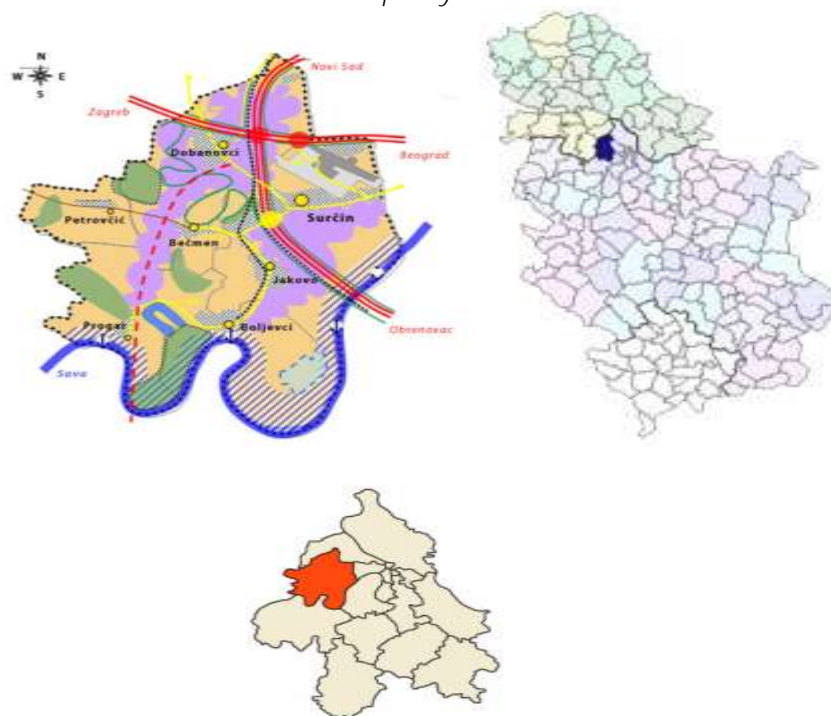 N
W E
S
Novi Sad
Zagreb
Dobanovci
Beograd
Petrovčić
Surčin
Bečmen
Jakovo
Progar
Boljevci
Obrenovac
Sava